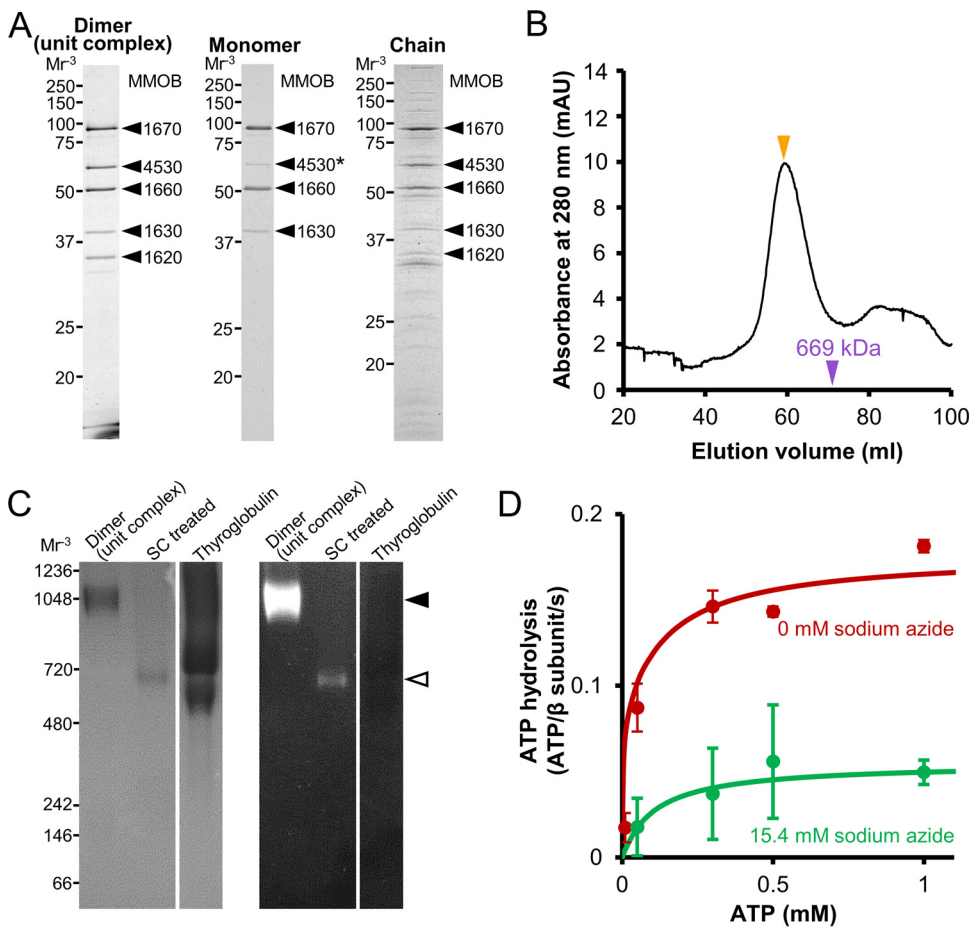 A
Dimer
(unit complex)
Mr-3
MMOB
250
150
100
75
50
37
25
20
1670
4530
1660
1630
1620
Monomer
Mr-3
MMOB
250
150
100
75
50
37
25
20
1670
4530*
1660
1630
Chain
Mr-3
MMOB
250
150
100
75
50
37
25
20
1670
4530
1660
1630
1620
B
Absorbance at 280 nm (mAU)
14
12
10
8
6
4
2
0
669 kDa
20 40 60 80 100
Elution volume (ml)
C
Dimer
(unit complex)
SC treated
Thyroglobulin
Dimer
(unit complex)
SC treated
Thyroglobulin
Mr-3
1236
1048
720
480
242
146
66
D
ATP hydrolysis
(ATP/β subunit/s)
0.2
0.1
0
0 mM sodium azide
15.4 mM sodium azide
0 0.5 1
ATP (mM)